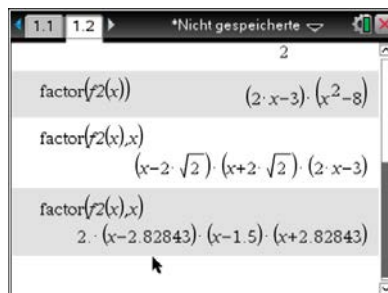 1.1 1.2 *Nicht gespeicherte
2
factor(f2(x)) (2·x−3)·(x²−8)
factor(f2(x),x)
(x−2·√2)·(x+2·√2)·(2·x−3)
factor(f2(x),x)
2.·(x−2.82843)·(x−1.5)·(x+2.82843)